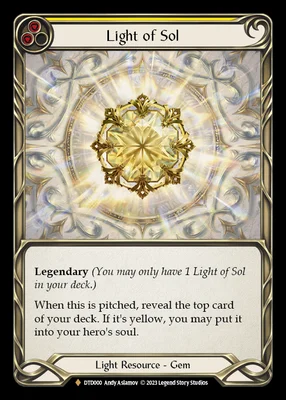 Light of Sol
Legendary (You may only have 1 Light of Sol
in your deck.)
When this is pitched, reveal the top card
of your deck. If it's yellow, you may put it
into your hero's soul.
Light Resource - Gem
DTD000 Andy Aslamov © 2023 Legend Story Studios